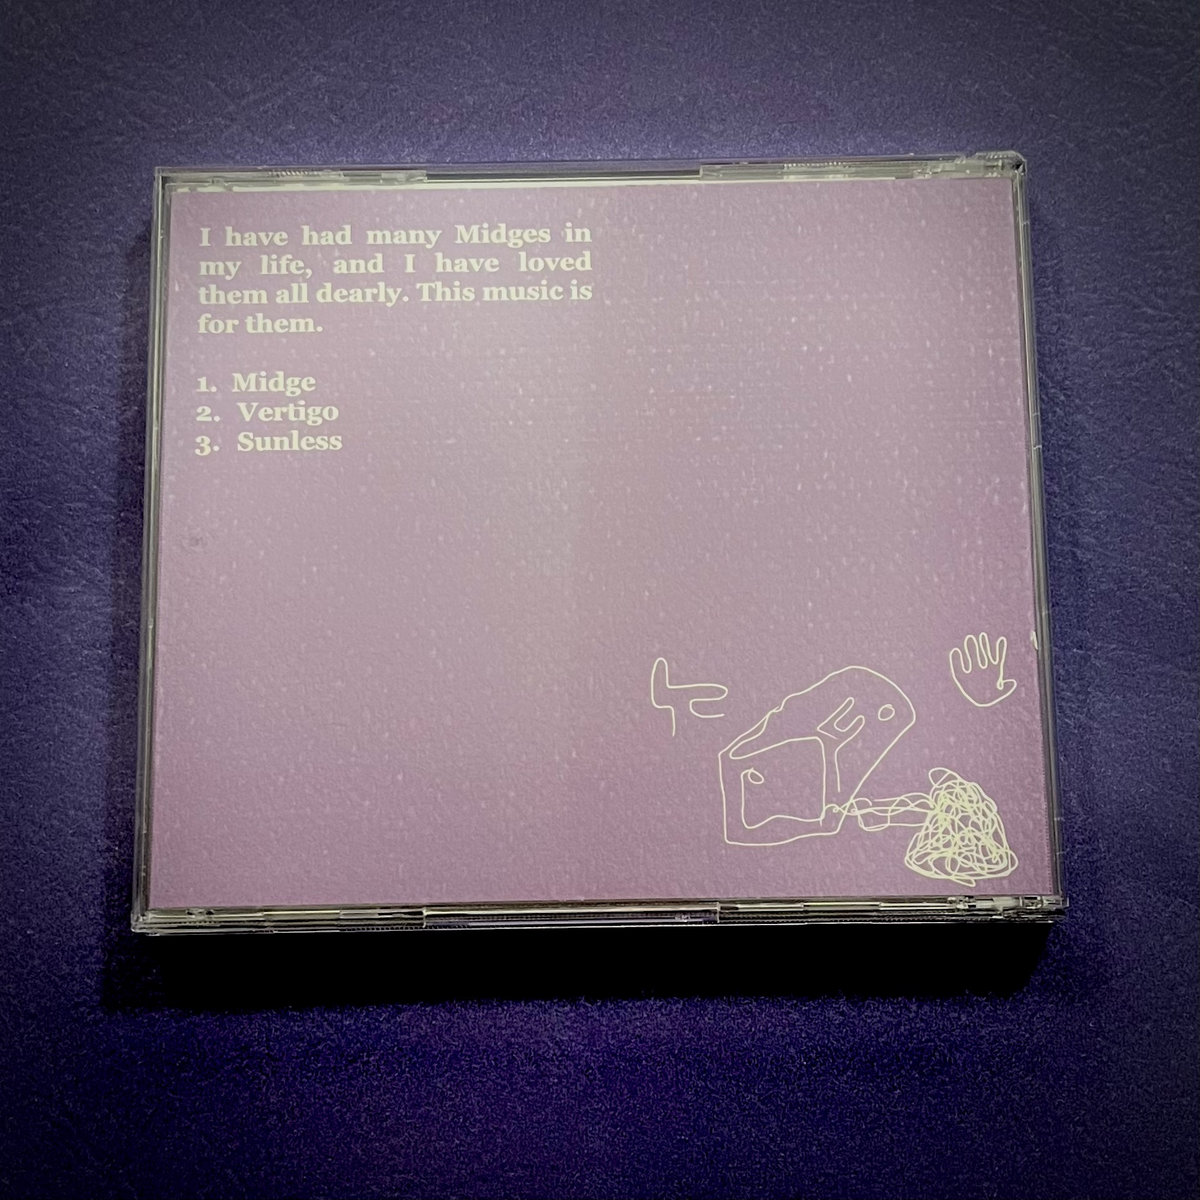 I have had many Midges in
my life, and I have loved
them all dearly. This music is
for them.
1. Midge
2. Vertigo
3. Sunless